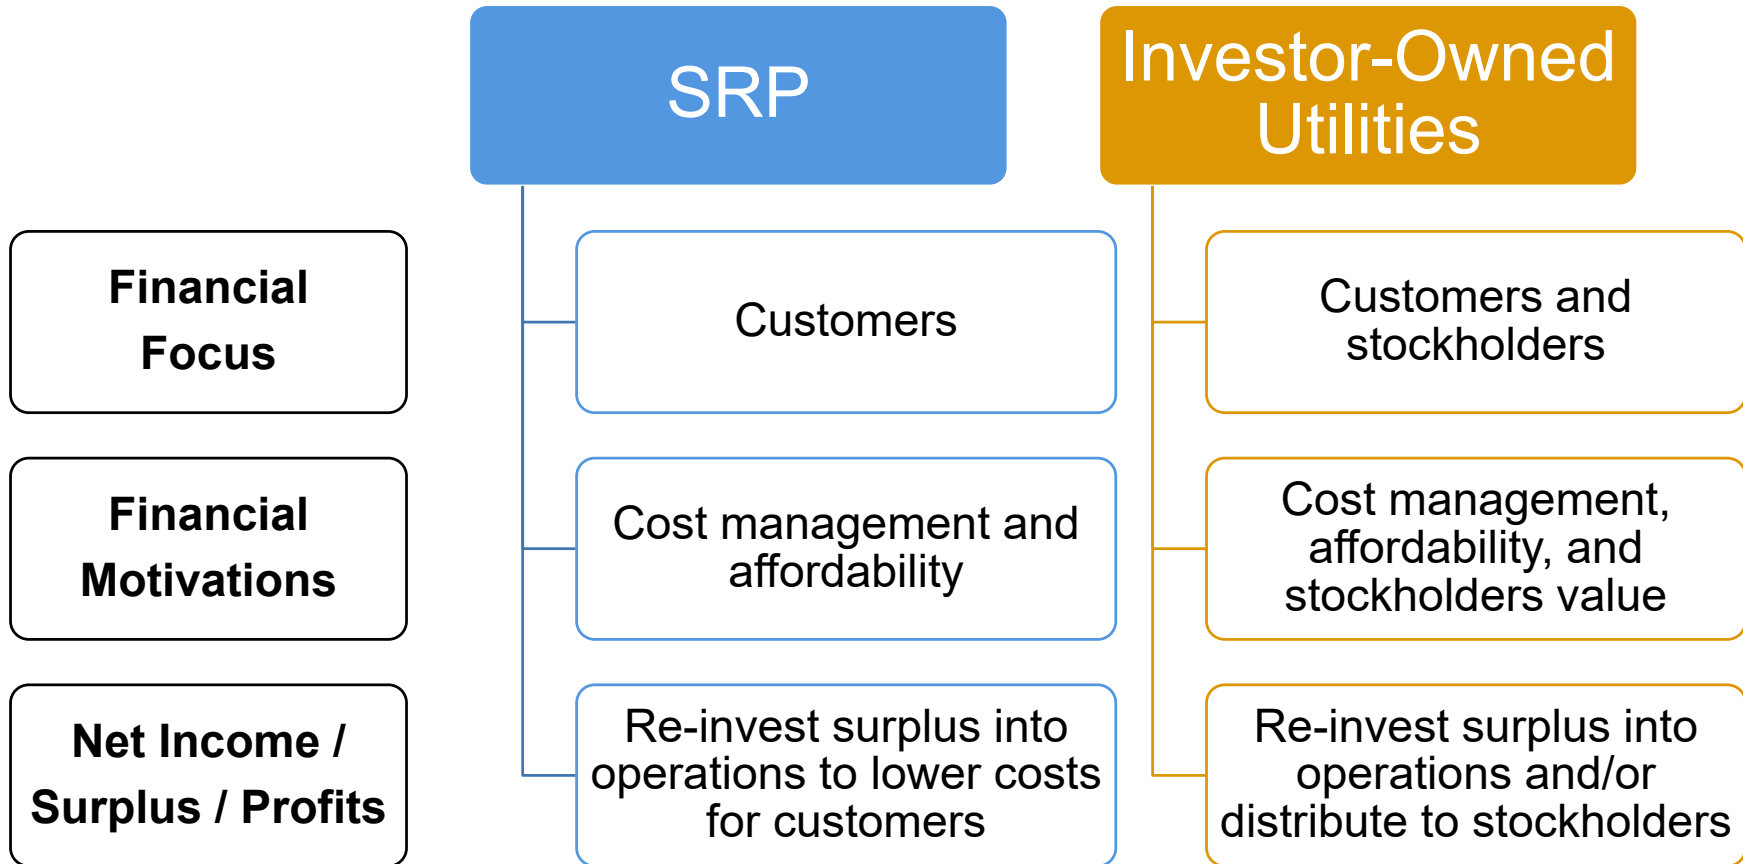 SRP
Investor-Owned
Utilities
Financial
Focus
Customers
Customers and
stockholders
Financial
Motivations
Cost management and
affordability
Cost management,
affordability, and
stockholders value
Net Income /
Surplus / Profits
Re-invest surplus into
operations to lower costs
for customers
Re-invest surplus into
operations and/or
distribute to stockholders